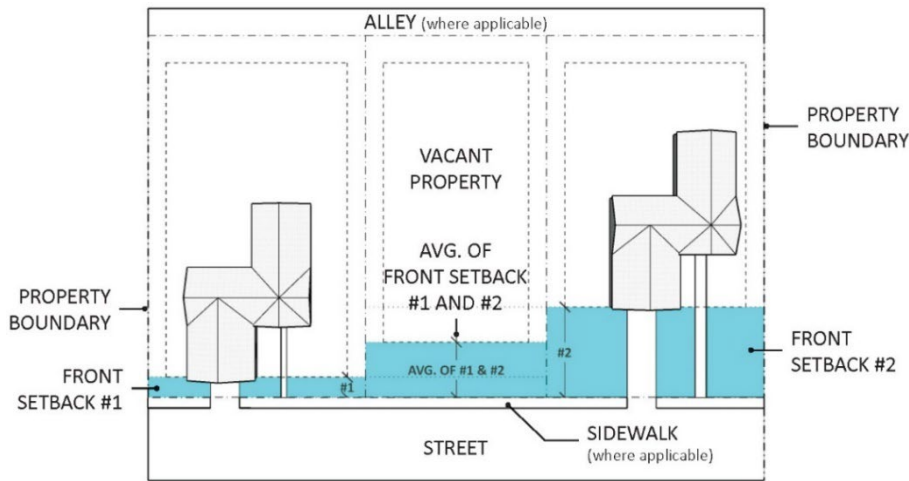 ALLEY (where applicable)
PROPERTY
BOUNDARY
VACANT
PROPERTY
AVG. OF
FRONT SETBACK
#1 AND #2
PROPERTY
BOUNDARY
#2
FRONT
SETBACK #2
FRONT
SETBACK #1
#1
AVG. OF #1 & #2
SIDEWALK
(where applicable)
STREET